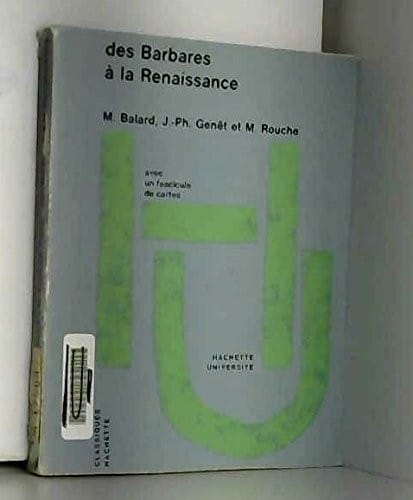 des Barbares
à la Renaissance
M. Balard, J.-Ph. Genêt et M. Rouche
avec
un fascicule
de cartes
HACHETTE
UNIVERSITÉ
CLASSIQUES
HACHETTE